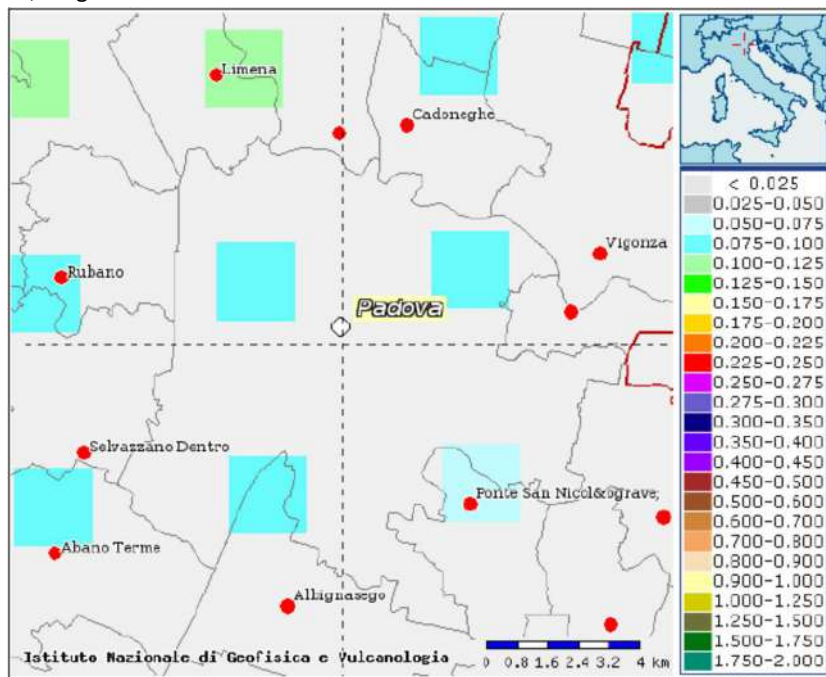 Limena
Cadoneghe
Vigonza
Rubano
Padova
Selvazzano Dentro
Ponte San Nicol&ograve;
Abano Terme
Albignasego
Istituto Nazionale di Geofisica e Vulcanologia
0 0.8 1.6 2.4 3.2 4 km
< 0.025
0.025-0.050
0.050-0.075
0.075-0.100
0.100-0.125
0.125-0.150
0.150-0.175
0.175-0.200
0.200-0.225
0.225-0.250
0.250-0.275
0.275-0.300
0.300-0.350
0.350-0.400
0.400-0.450
0.450-0.500
0.500-0.600
0.600-0.700
0.700-0.800
0.800-0.900
0.900-1.000
1.000-1.250
1.250-1.500
1.500-1.750
1.750-2.000